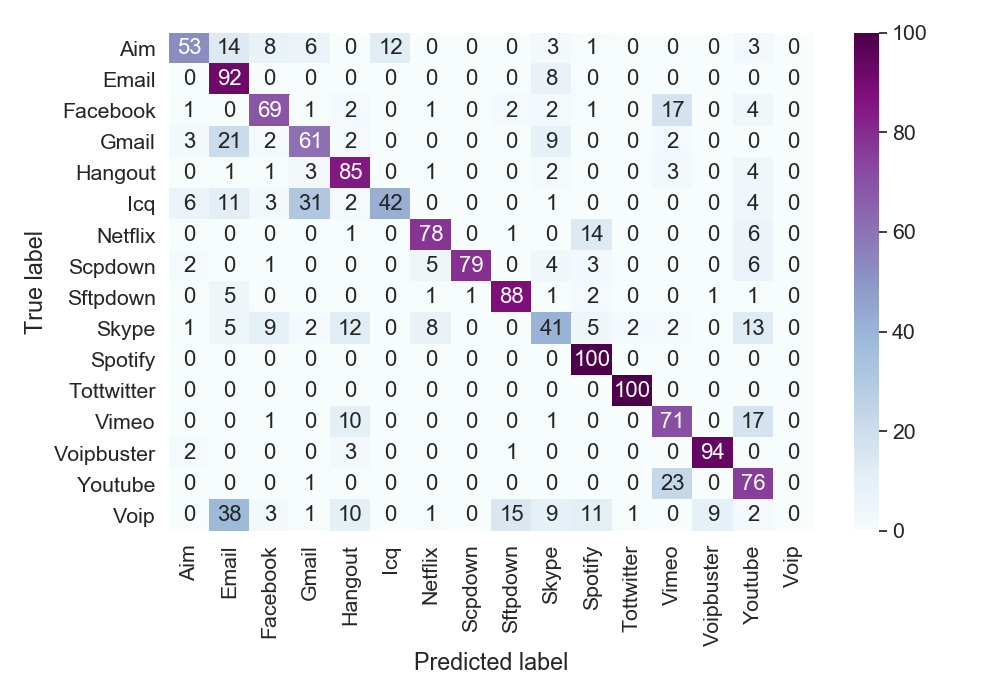 Aim 53 14 8 6 0 12 0 0 0 3 1 0 0 0 3 0
Email 0 92 0 0 0 0 0 0 0 8 0 0 0 0 0 0
Facebook 1 0 69 1 2 0 1 0 2 2 1 0 17 0 4 0
Gmail 3 21 2 61 2 0 0 0 0 9 0 0 2 0 0 0
Hangout 0 1 1 3 85 0 1 0 0 2 0 0 3 0 4 0
Icq 6 11 3 31 2 42 0 0 0 1 0 0 0 0 4 0
Netflix 0 0 0 0 1 0 78 0 1 0 14 0 0 0 6 0
Scpdown 2 0 1 0 0 0 5 79 0 4 3 0 0 0 6 0
Sftpdown 0 5 0 0 0 0 1 1 88 1 2 0 0 1 1 0
Skype 1 5 9 2 12 0 8 0 0 41 5 2 2 0 13 0
Spotify 0 0 0 0 0 0 0 0 0 0 100 0 0 0 0 0
Tottwitter 0 0 0 0 0 0 0 0 0 0 0 100 0 0 0 0
Vimeo 0 0 1 0 10 0 0 0 0 1 0 0 71 0 17 0
Voipbuster 2 0 0 0 3 0 0 0 1 0 0 0 0 94 0 0
Youtube 0 0 0 1 0 0 0 0 0 0 0 0 23 0 76 0
Voip 0 38 3 1 10 0 1 0 15 9 11 1 0 9 2 0
True label
Aim Email Facebook Gmail Hangout Icq Netflix Scpdown Sftpdown Skype Spotify Tottwitter Vimeo Voipbuster Youtube Voip
Predicted label
100
80
60
40
20
0